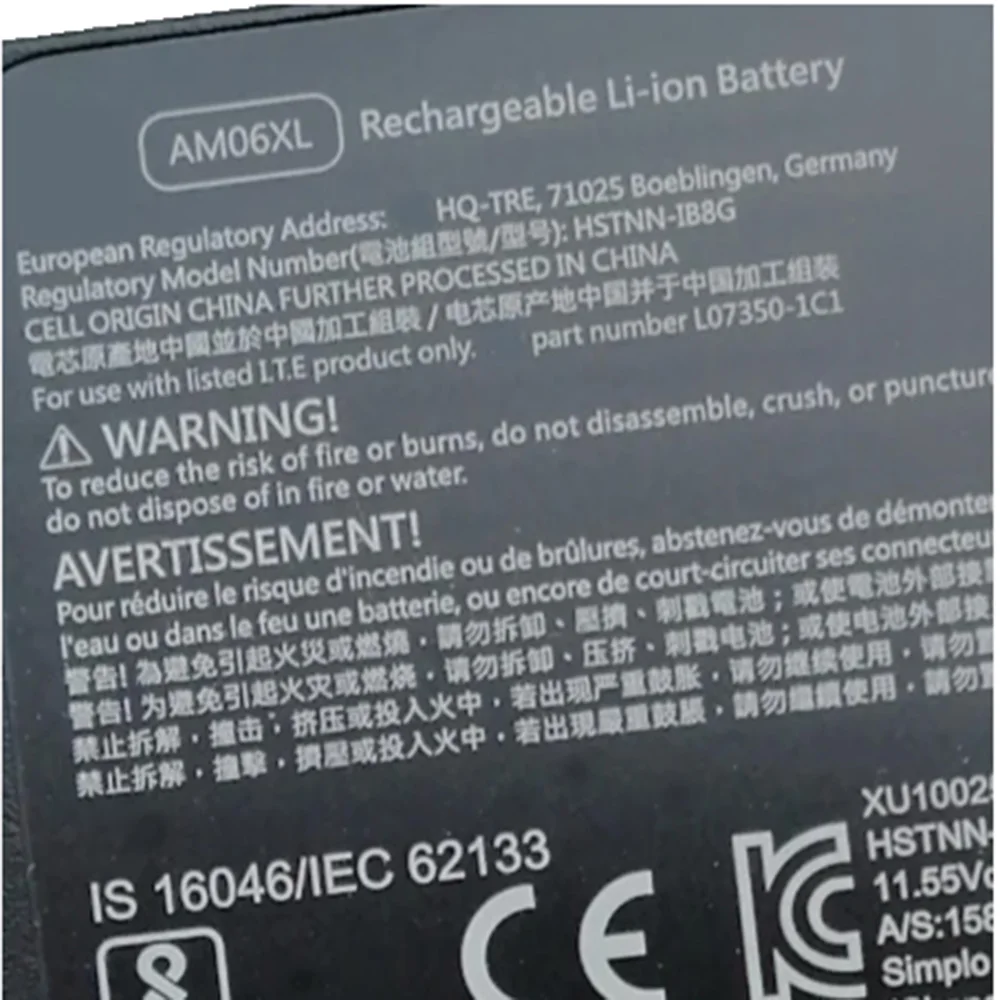 AM06XL Rechargeable Li-ion Battery
European Regulatory Address: HQ-TRE, 71025 Boeblingen, Germany
Regulatory Model Number(電池組型號/型号): HSTNN-IB8G
CELL ORIGIN CHINA FURTHER PROCESSED IN CHINA
電芯原產地中國並於中國加工組裝 / 电芯原产地中国并于中国加工组装
For use with listed I.T.E product only. part number L07350-1C1
WARNING!
To reduce the risk of fire or burns, do not disassemble, crush, or puncture
do not dispose of in fire or water.
AVERTISSEMENT!
Pour réduire le risque d'incendie ou de brûlures, abstenez-vous de démonter
l'eau ou dans le feu une batterie, ou encore de court-circuiter ses connecteu
警告! 為避免引起火災或燃燒，請勿拆卸、壓擠、刺戳電池；或使電池外部接
警告! 为避免引起火灾或燃烧，请勿拆卸、压挤、刺戳电池；或使电池外部接
禁止拆解，撞击，挤压或投入火中，若出现严重鼓胀，请勿继续使用，请勿
禁止拆解，撞擊，擠壓或投入火中，若出現嚴重鼓脹，請勿繼續使用，請勿
IS 16046/IEC 62133
CE
XU1002
HSTNN-
11.55V
A/S:158
Simplo